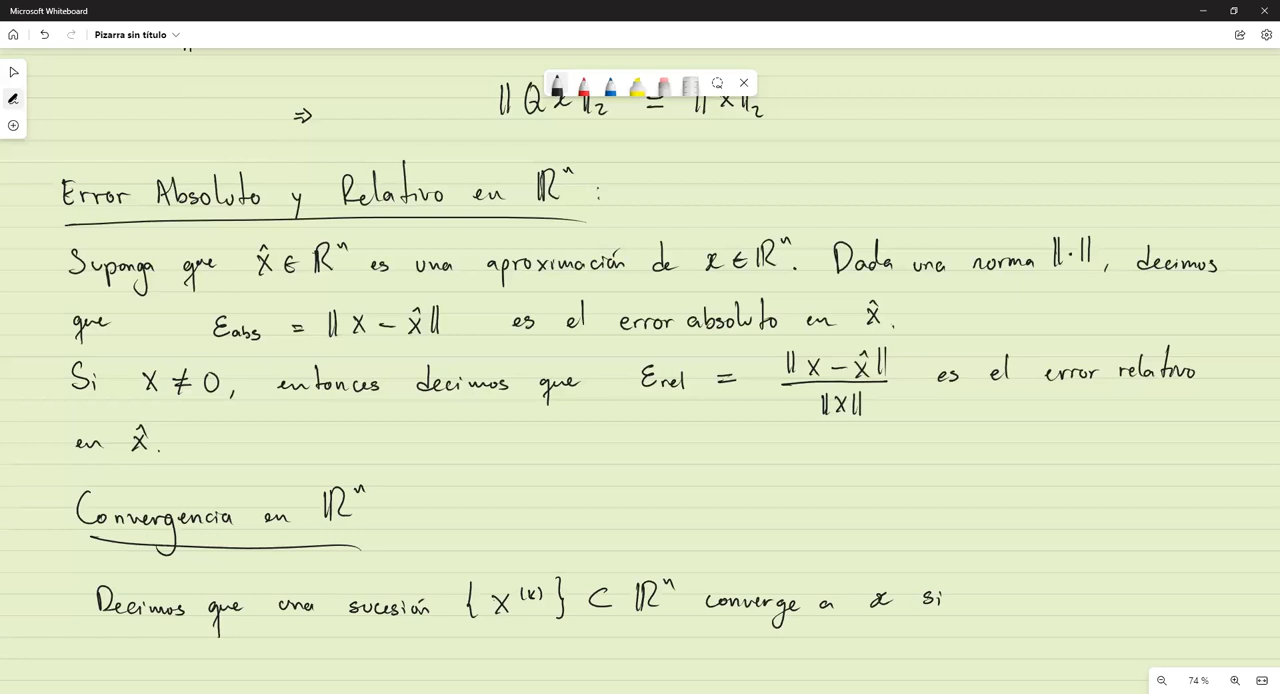 Microsoft Whiteboard
Pizarra sin título
⇒ ‖Qx‖₂ = ‖x‖₂
Error Absoluto y Relativo en ℝⁿ:
Suponga que x̂ ∈ ℝⁿ es una aproximación de x ∈ ℝⁿ. Dada una norma ‖·‖, decimos
que εabs = ‖x − x̂‖ es el error absoluto en x̂.
Si x ≠ 0, entonces decimos que εrel = ‖x − x̂‖ / ‖x‖ es el error relativo
en x̂.
Convergencia en ℝⁿ
Decimos que una sucesión {x⁽ᵏ⁾} ⊂ ℝⁿ converge a x si
74 %